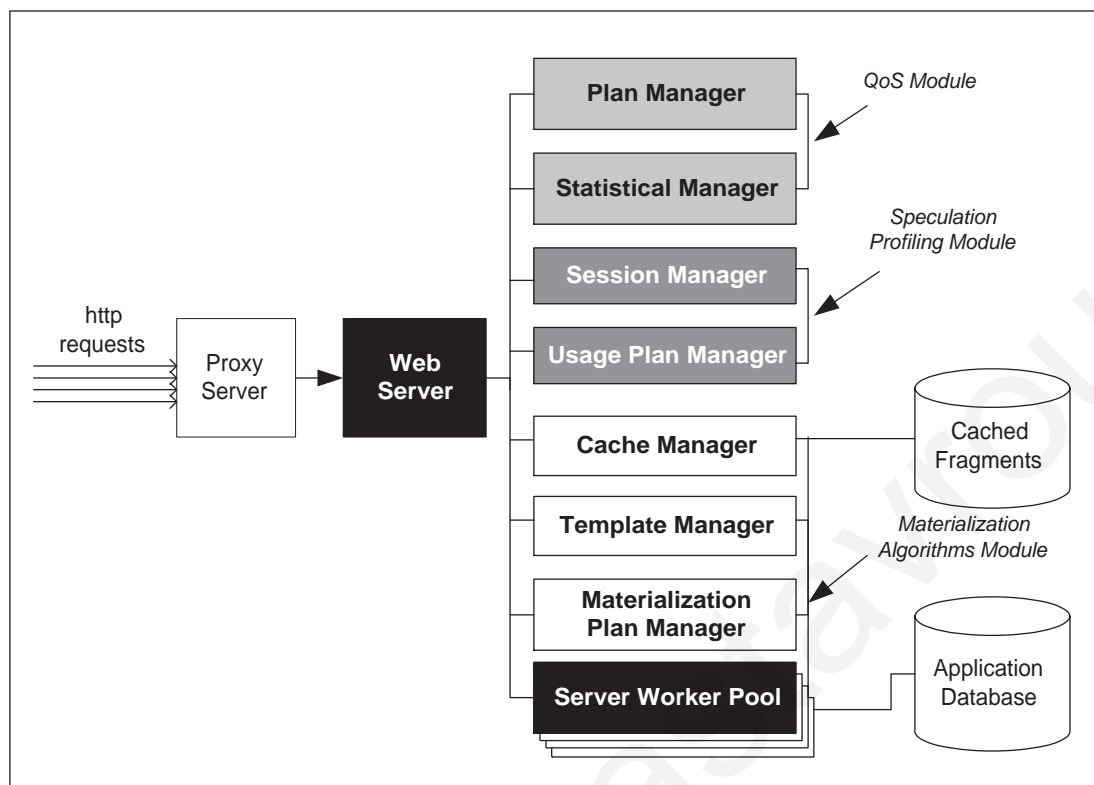 Plan Manager
QoS Module
Statistical Manager
Speculation
Profiling Module
Session Manager
http
requests
Proxy
Server
Web
Server
Usage Plan Manager
Cache Manager
Cached
Fragments
Template Manager
Materialization
Algorithms Module
Materialization
Plan Manager
Server Worker Pool
Application
Database